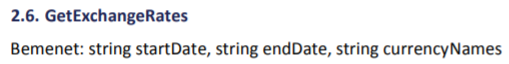 2.6. GetExchangeRates
Bemenet: string startDate, string endDate, string currencyNames